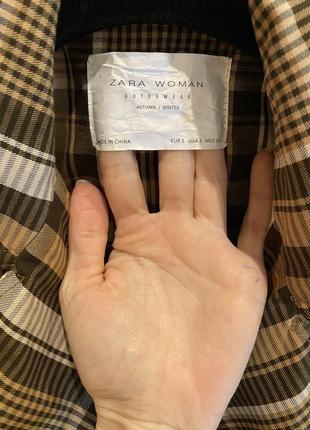 ZARA WOMAN
OUTERWEAR
AUTUMN / WINTER
MADE IN CHINA EUR S USA S MEX 26